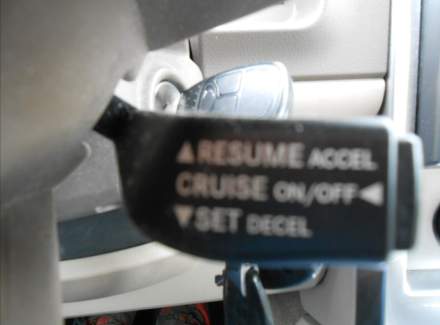 ▲RESUME ACCEL
CRUISE ON/OFF◄
▼SET DECEL